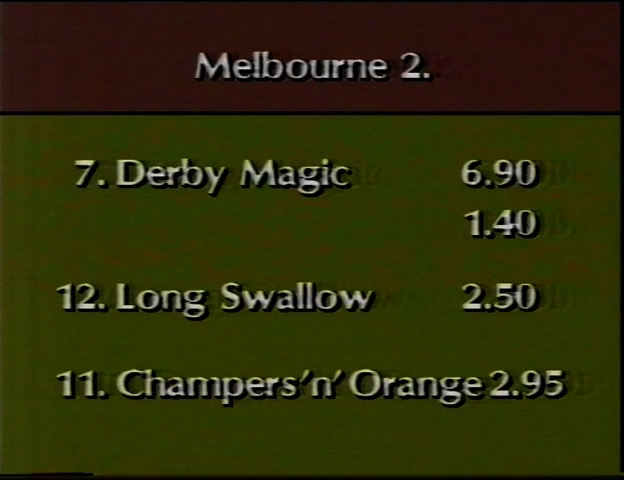 Melbourne 2.
7. Derby Magic 6.90
1.40
12. Long Swallow 2.50
11. Champers'n'Orange 2.95